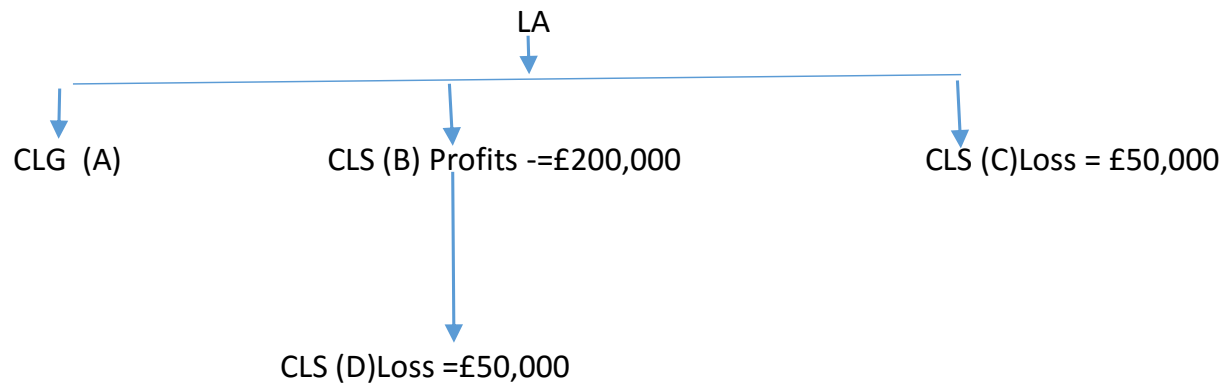 LA
CLG (A)
CLS (B) Profits -=£200,000
CLS (C)Loss = £50,000
CLS (D)Loss =£50,000